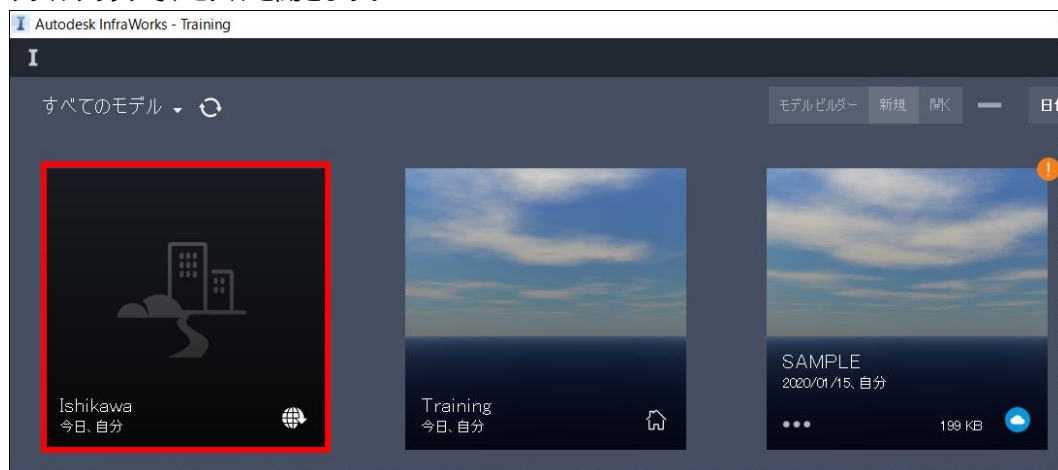 Autodesk InfraWorks - Training
I
すべてのモデル
モデル ビルダー 新規 開く
Ishikawa
今日、自分
Training
今日、自分
SAMPLE
2020/01/15、自分
199 KB